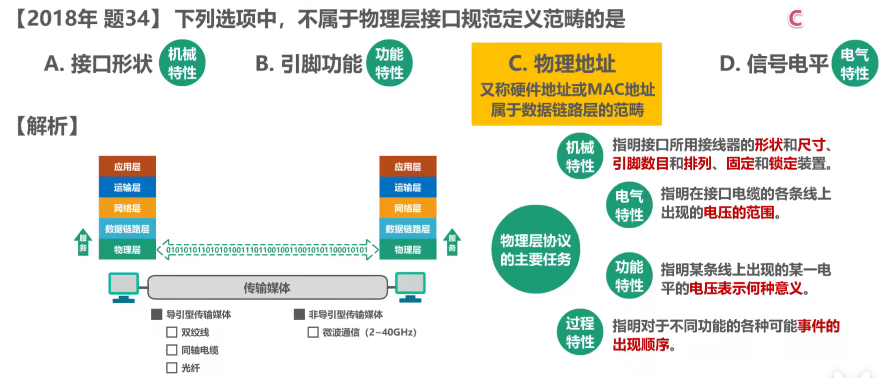 【2018年 题34】下列选项中，不属于物理层接口规范定义范畴的是
C
A. 接口形状
机械
特性
B. 引脚功能
功能
特性
C. 物理地址
又称硬件地址或MAC地址
属于数据链路层的范畴
D. 信号电平
电气
特性
【解析】
应用层
运输层
网络层
数据链路层
物理层
服务
应用层
运输层
网络层
数据链路层
物理层
服务
传输媒体
导引型传输媒体
双绞线
同轴电缆
光纤
非导引型传输媒体
微波通信（2~40GHz）
物理层协议
的主要任务
机械
特性
指明接口所用接线器的形状和尺寸、
引脚数目和排列、固定和锁定装置。
电气
特性
指明在接口电缆的各条线上
出现的电压的范围。
功能
特性
指明某条线上出现的某一电
平的电压表示何种意义。
过程
特性
指明对于不同功能的各种可能事件的
出现顺序。